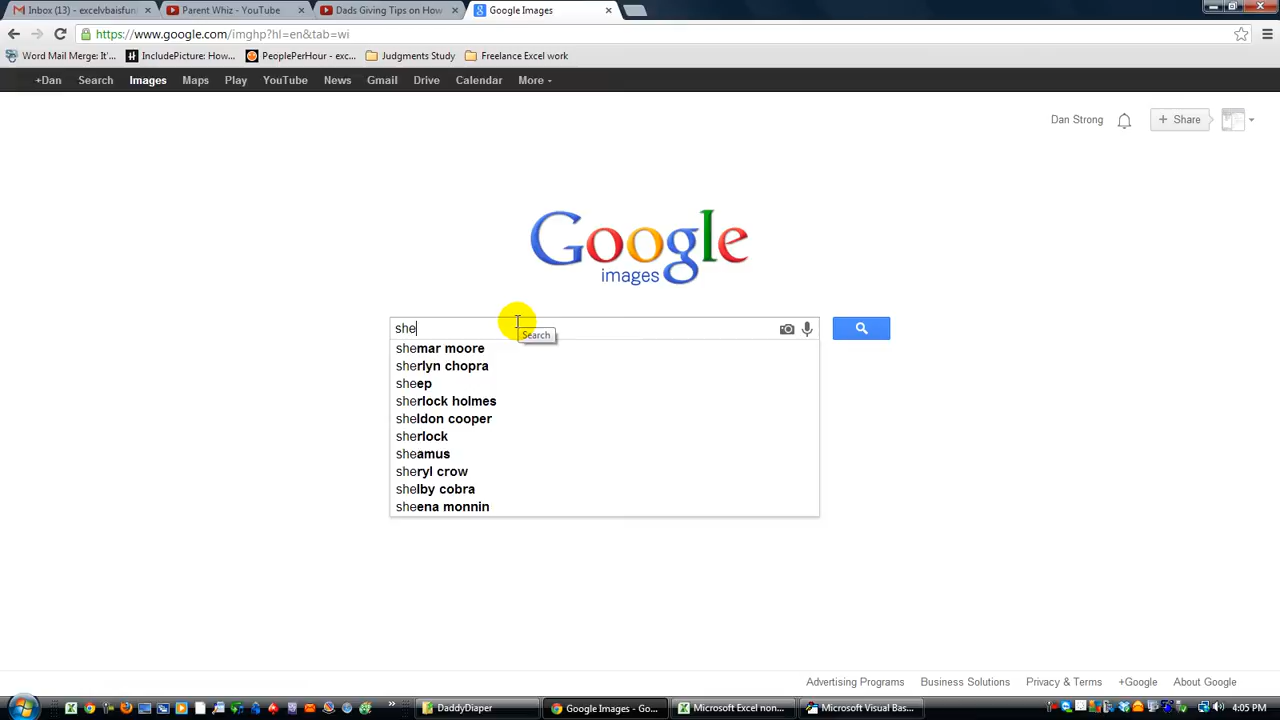 Inbox (13) - excelvbaisfun
Parent Whiz - YouTube
Dads Giving Tips on How
Google Images
https://www.google.com/imghp?hl=en&tab=wi
Word Mail Merge: It'...
IncludePicture: How...
PeoplePerHour - exc...
Judgments Study
Freelance Excel work
+Dan Search Images Maps Play YouTube News Gmail Drive Calendar More
Dan Strong
+ Share
Google
images
she
Search
shemar moore
sherlyn chopra
sheep
sherlock holmes
sheldon cooper
sherlock
sheamus
sheryl crow
shelby cobra
sheena monnin
Advertising Programs Business Solutions Privacy & Terms +Google About Google
DaddyDiaper
Google Images - Go...
Microsoft Excel non...
Microsoft Visual Bas...
4:05 PM